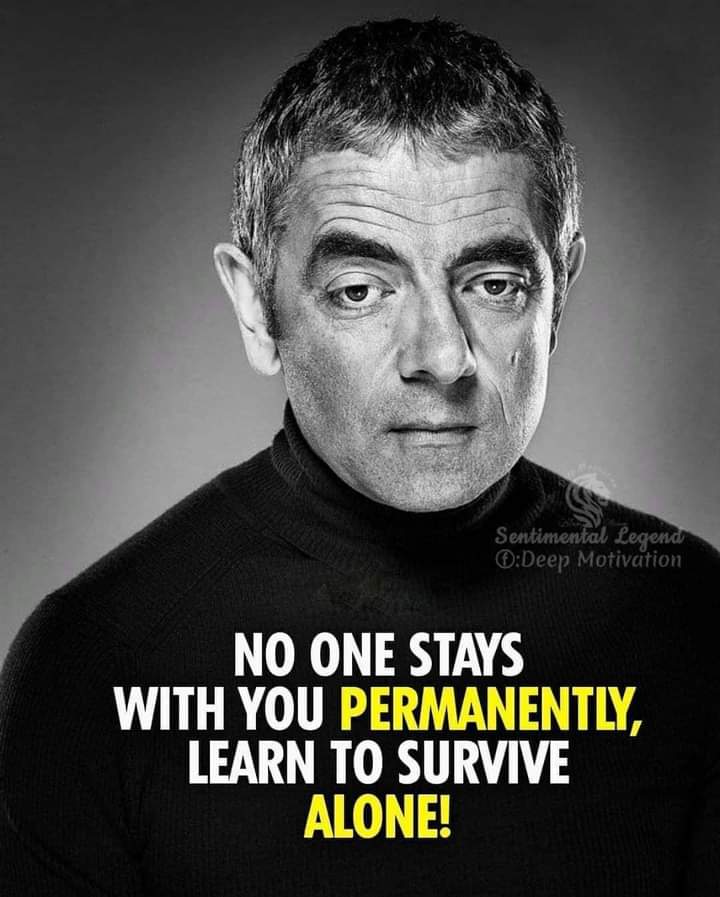 Sentimental Legend
ⓕ:Deep Motivation
NO ONE STAYS
WITH YOU PERMANENTLY,
LEARN TO SURVIVE
ALONE!